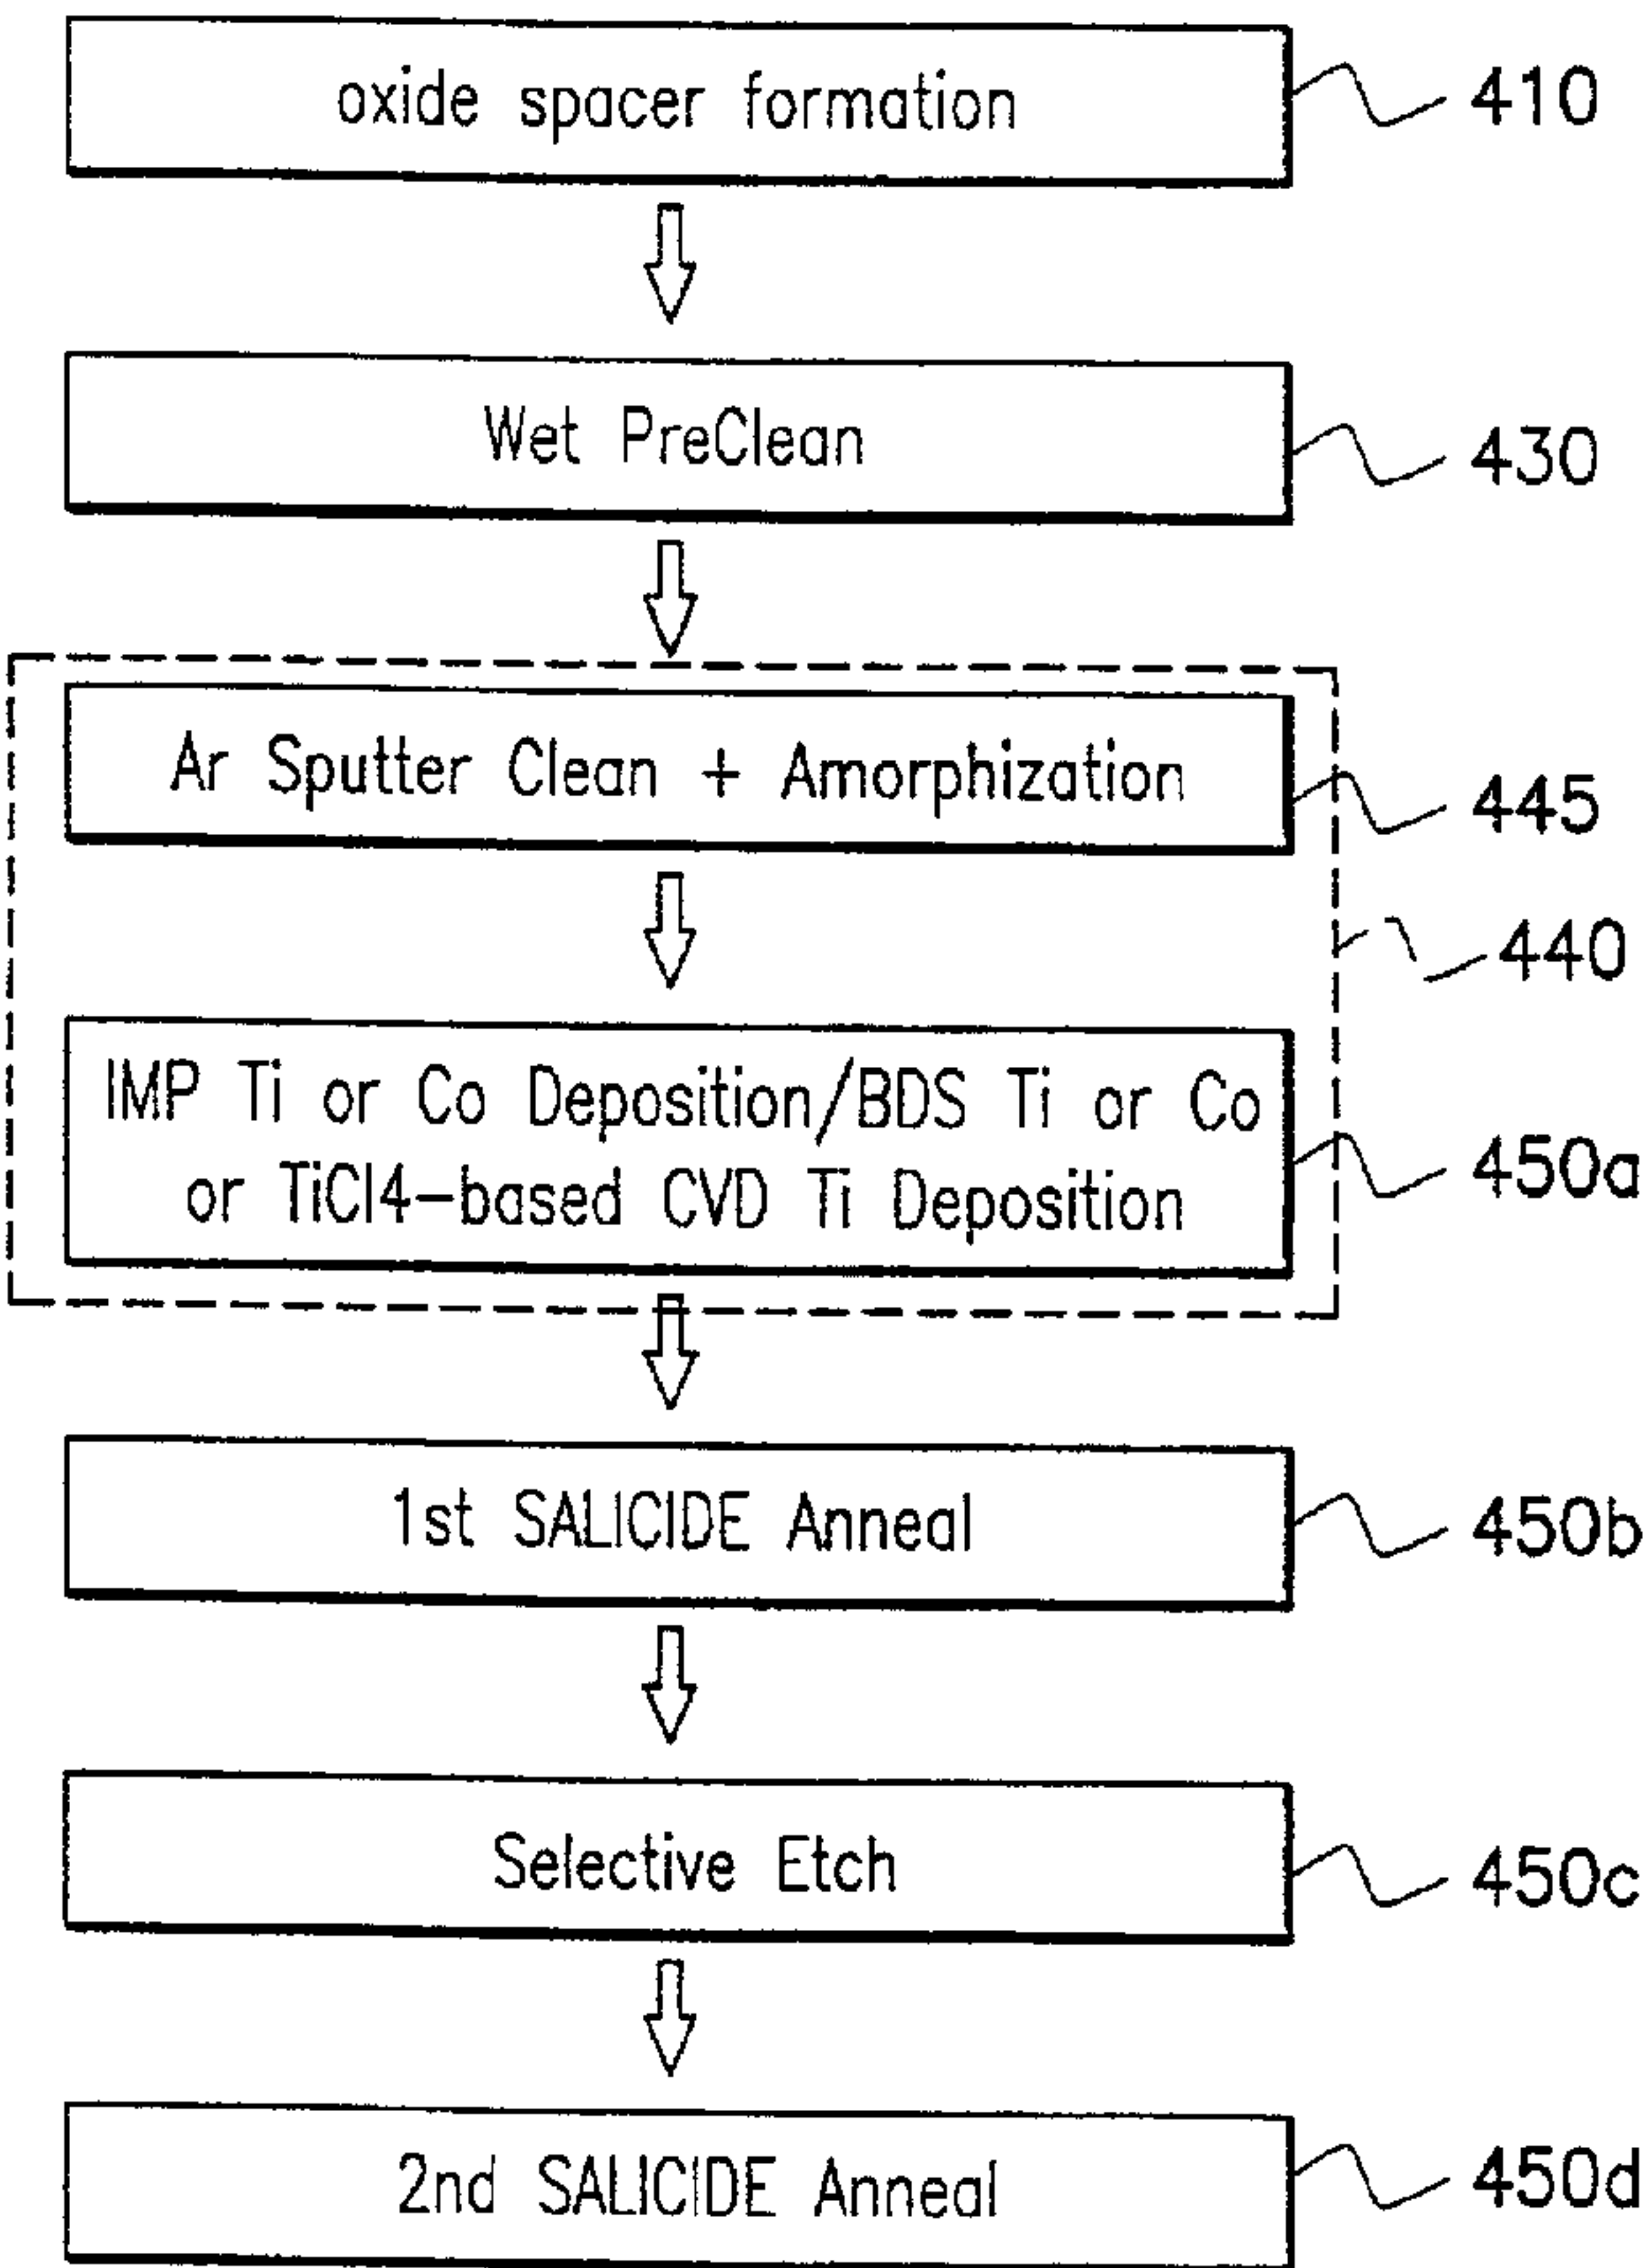 oxide spacer formation
410
Wet PreClean
430
Ar Sputter Clean + Amorphization
445
440
IMP Ti or Co Deposition/BDS Ti or Co
or TiCl4-based CVD Ti Deposition
450a
1st SALICIDE Anneal
450b
Selective Etch
450c
2nd SALICIDE Anneal
450d